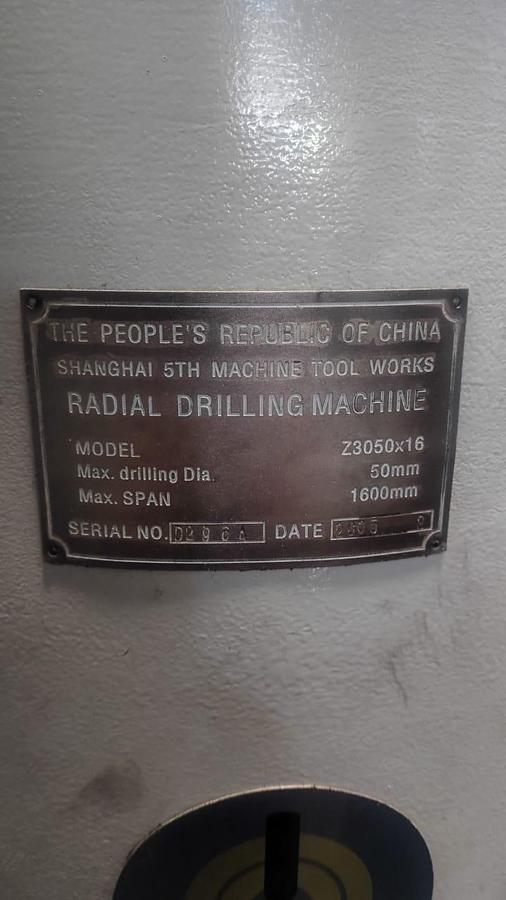 THE PEOPLE'S REPUBLIC OF CHINA
SHANGHAI 5TH MACHINE TOOL WORKS
RADIAL DRILLING MACHINE
MODEL Z3050x16
Max. drilling Dia. 50mm
Max. SPAN 1600mm
SERIAL NO. DATE